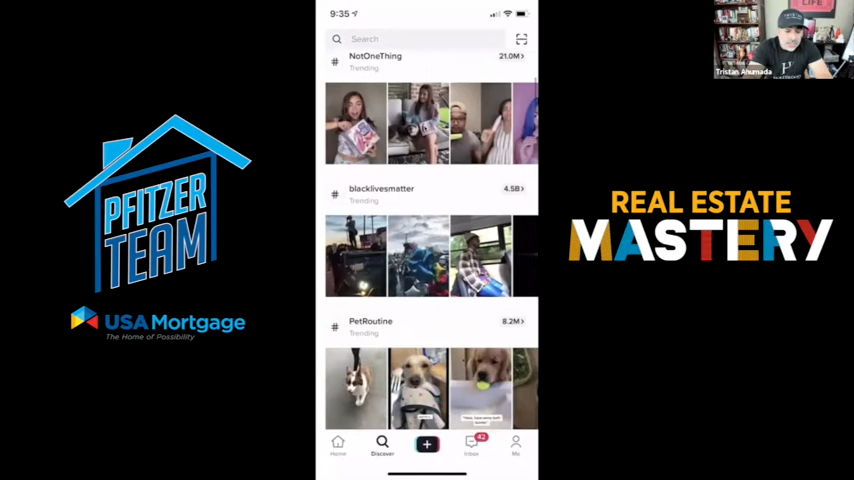 9:35
Search
# NotOneThing 21.0M>
Trending
# blacklivesmatter 4.5B>
Trending
# PetRoutine 8.2M>
Trending
Home
Discover
42
Inbox
Me
PFITZER
TEAM
USA Mortgage
The Home of Possibility
REAL ESTATE
MASTERY
LIFE
Tristan Ahumada